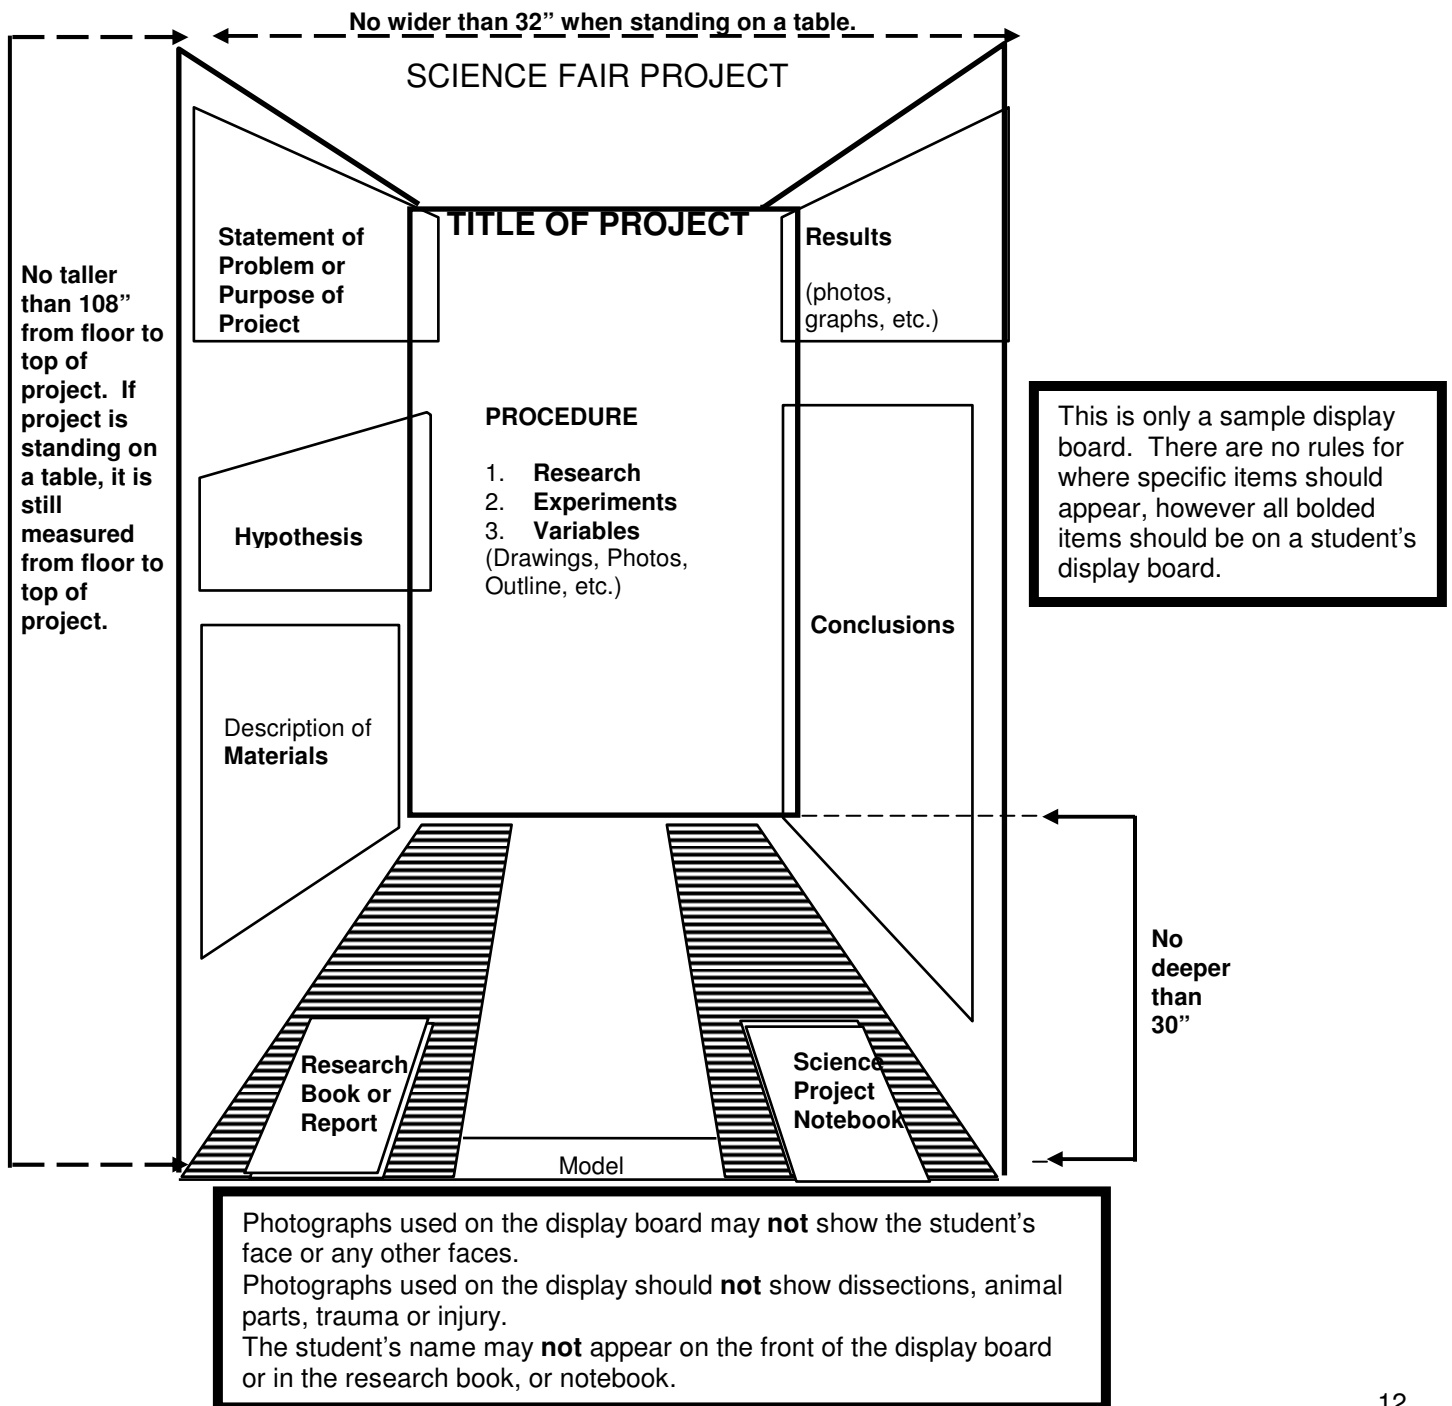 No wider than 32” when standing on a table.
SCIENCE FAIR PROJECT
No taller
than 108”
from floor to
top of
project.  If
project is
standing on
a table, it is
still
measured
from floor to
top of
project.
Statement of
Problem or
Purpose of
Project
TITLE OF PROJECT
Results
(photos,
graphs, etc.)
Hypothesis
PROCEDURE
1. Research
2. Experiments
3. Variables
(Drawings, Photos,
Outline, etc.)
This is only a sample display
board.  There are no rules for
where specific items should
appear, however all bolded
items should be on a student’s
display board.
Description of
Materials
Conclusions
No
deeper
than
30”
Research
Book or
Report
Science
Project
Notebook
Model
Photographs used on the display board may not show the student’s
face or any other faces.
Photographs used on the display should not show dissections, animal
parts, trauma or injury.
The student’s name may not appear on the front of the display board
or in the research book, or notebook.
12